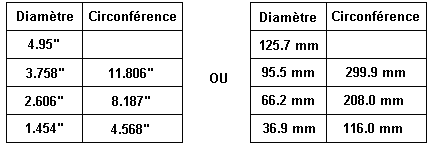 Diamètre Circonférence
4.95"
3.758" 11.806"
2.606" 8.187"
1.454" 4.568"
OU
Diamètre Circonférence
125.7 mm
95.5 mm 299.9 mm
66.2 mm 208.0 mm
36.9 mm 116.0 mm